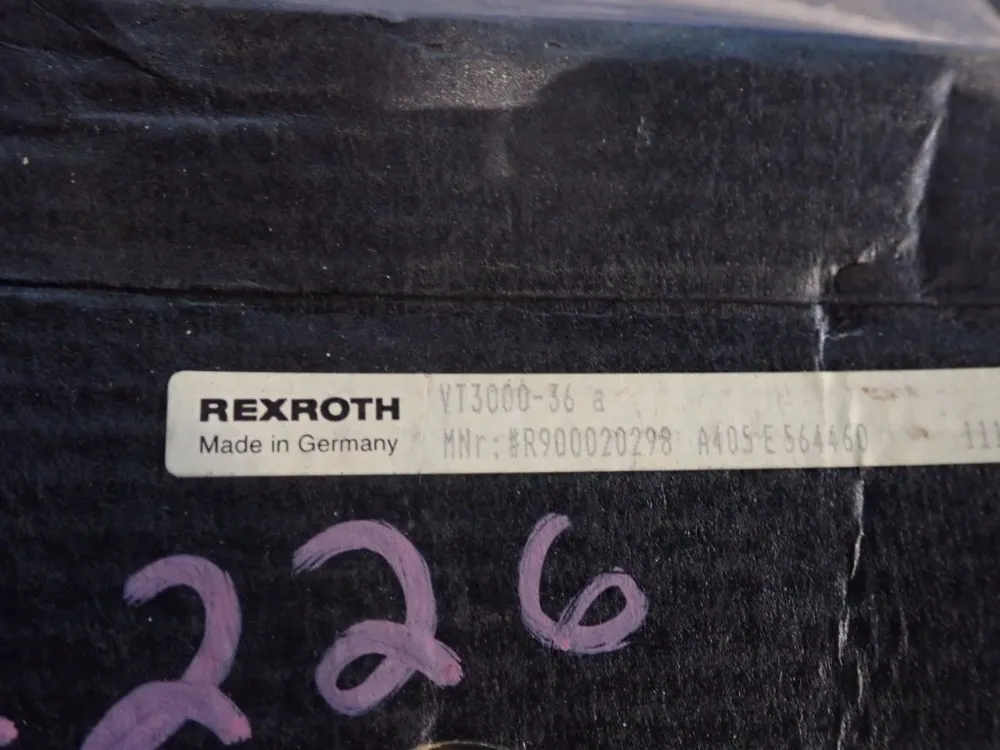 REXROTH VT3000-36 a
Made in Germany MNr: #R900020298 A405 E 564460
226